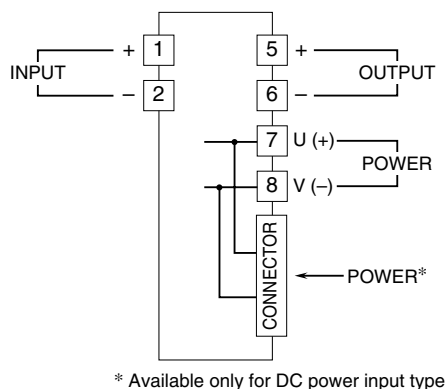 INPUT
+ 1
– 2
5 +
6 –
OUTPUT
7 U (+)
8 V (–)
POWER
CONNECTOR
POWER*
* Available only for DC power input type